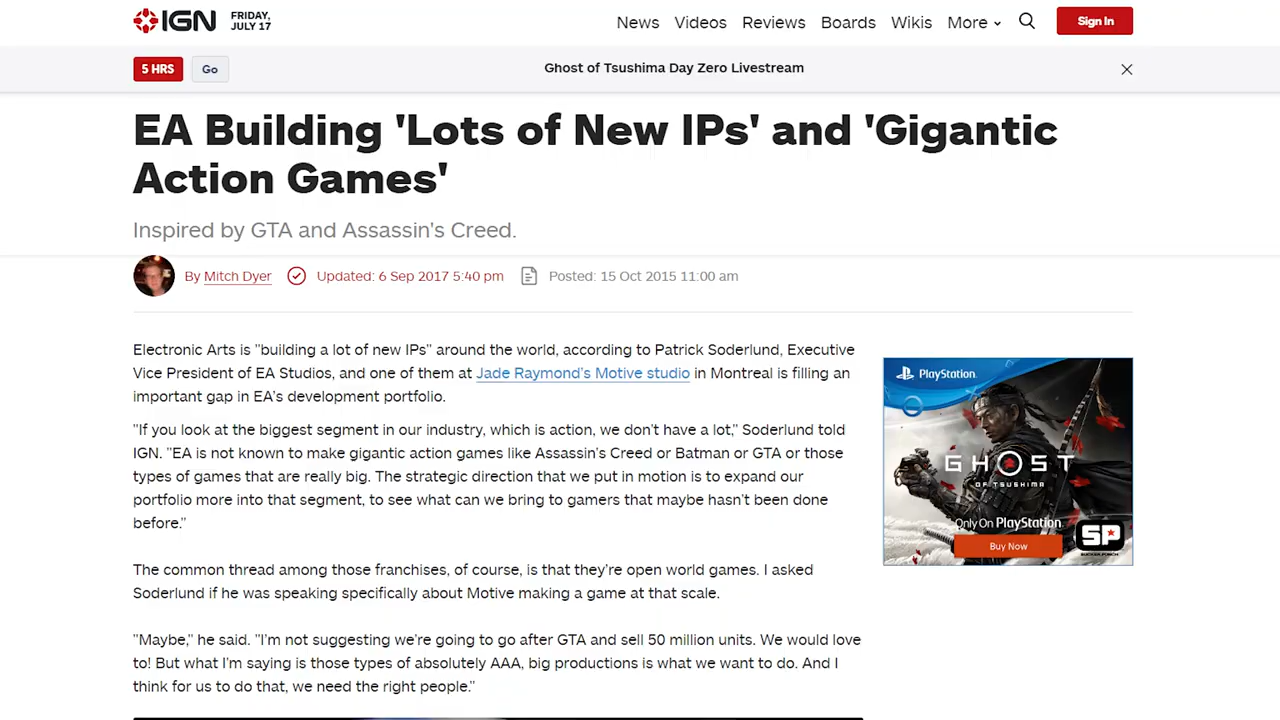 IGN
FRIDAY,
JULY 17
News Videos Reviews Boards Wikis More
Sign In
5 HRS
Go
Ghost of Tsushima Day Zero Livestream
EA Building 'Lots of New IPs' and 'Gigantic
Action Games'
Inspired by GTA and Assassin's Creed.
By Mitch Dyer
Updated: 6 Sep 2017 5:40 pm
Posted: 15 Oct 2015 11:00 am
Electronic Arts is "building a lot of new IPs" around the world, according to Patrick Soderlund, Executive
Vice President of EA Studios, and one of them at Jade Raymond's Motive studio in Montreal is filling an
important gap in EA's development portfolio.
"If you look at the biggest segment in our industry, which is action, we don't have a lot," Soderlund told
IGN. "EA is not known to make gigantic action games like Assassin's Creed or Batman or GTA or those
types of games that are really big. The strategic direction that we put in motion is to expand our
portfolio more into that segment, to see what can we bring to gamers that maybe hasn't been done
before."
The common thread among those franchises, of course, is that they're open world games. I asked
Soderlund if he was speaking specifically about Motive making a game at that scale.
"Maybe," he said. "I'm not suggesting we're going to go after GTA and sell 50 million units. We would love
to! But what I'm saying is those types of absolutely AAA, big productions is what we want to do. And I
think for us to do that, we need the right people."
PlayStation
GHOST
OF TSUSHIMA
Only On PlayStation
Buy Now
SP
SUCKER PUNCH